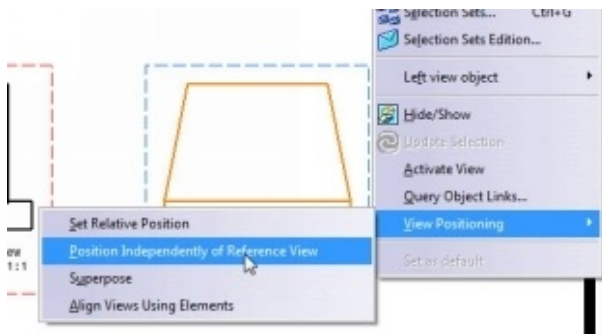 Selection Sets... Ctrl+G
Selection Sets Edition...
Left view object
Hide/Show
Update Selection
Activate View
Query Object Links...
View Positioning
Set as default
Set Relative Position
Position Independently of Reference View
Superpose
Align Views Using Elements
ew
1:1